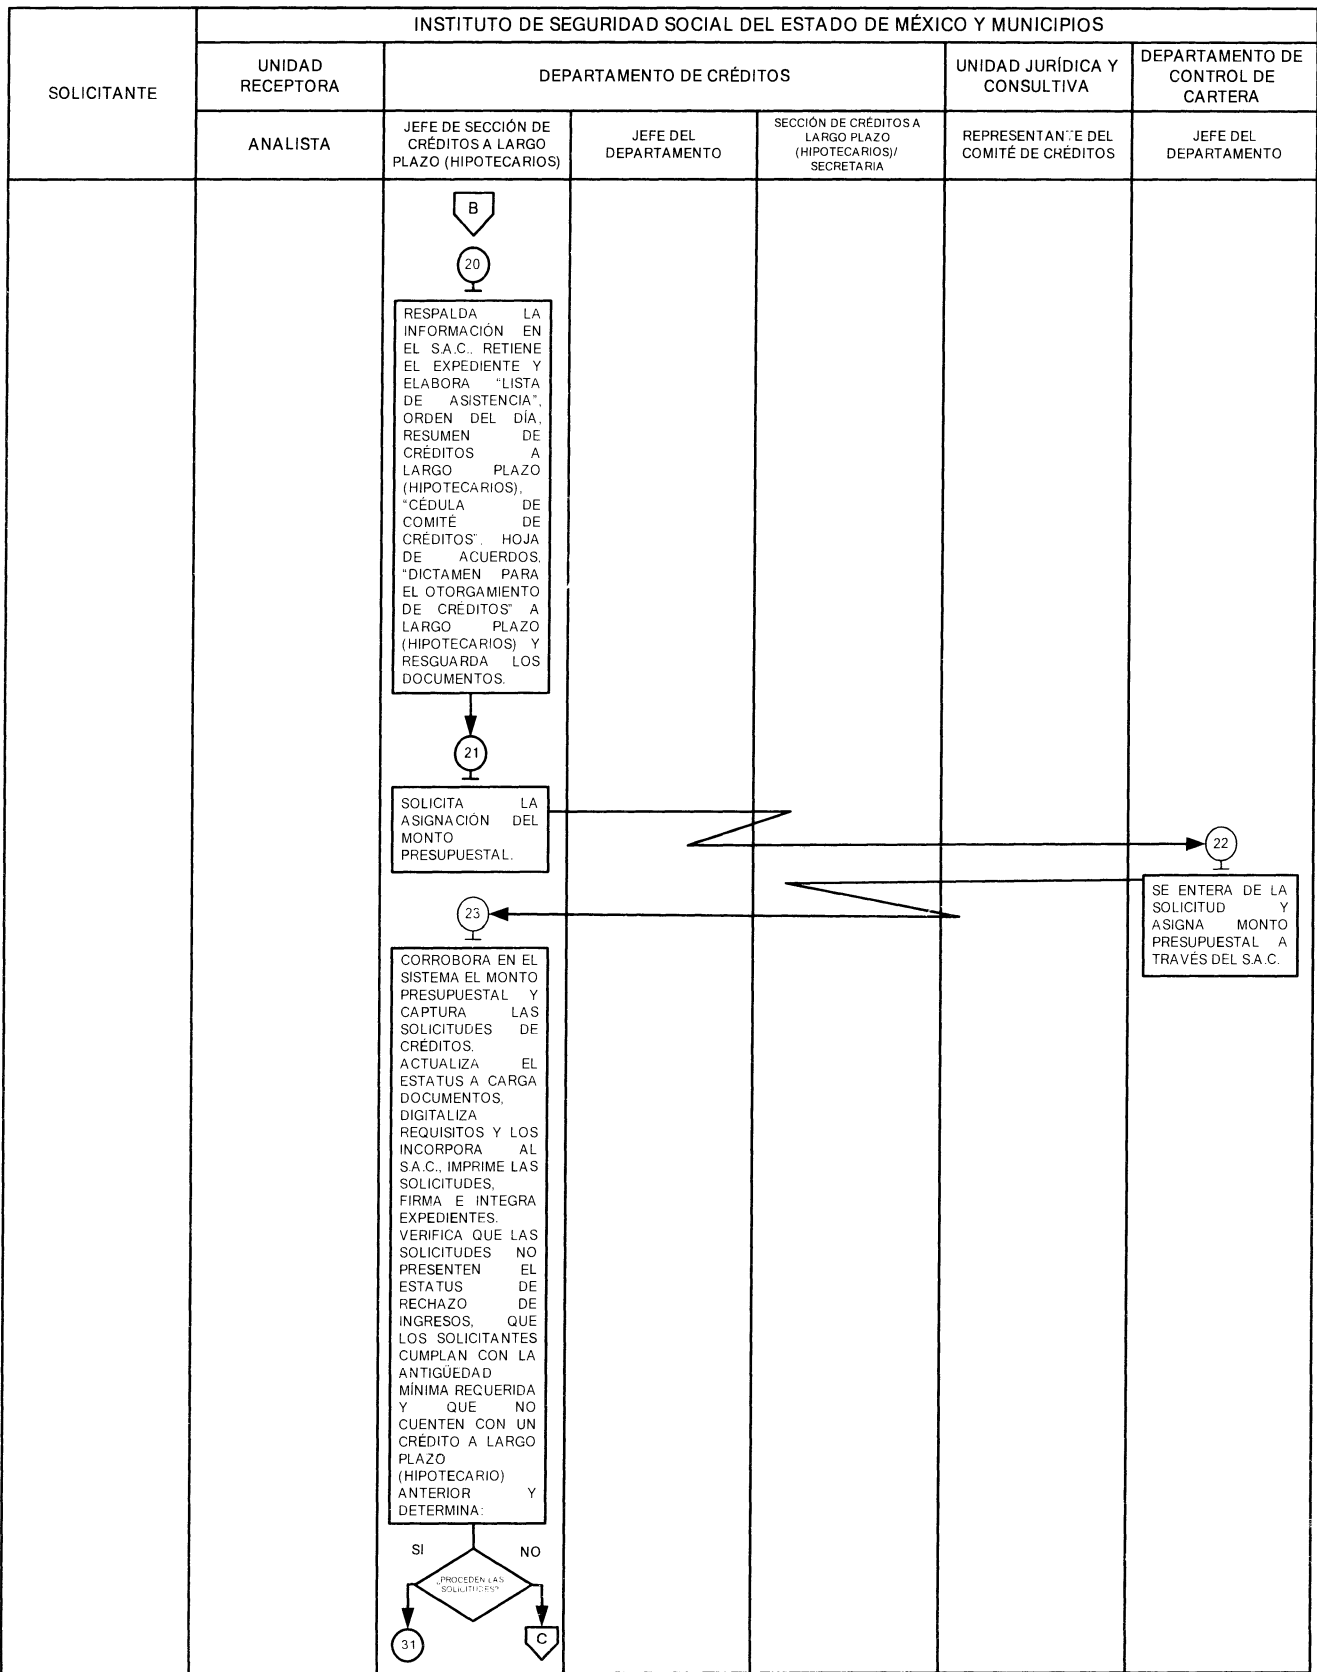 INSTITUTO DE SEGURIDAD SOCIAL DEL ESTADO DE MÉXICO Y MUNICIPIOS
SOLICITANTE
UNIDAD
RECEPTORA
DEPARTAMENTO DE CRÉDITOS
UNIDAD JURÍDICA Y
CONSULTIVA
DEPARTAMENTO DE
CONTROL DE
CARTERA
ANALISTA
JEFE DE SECCIÓN DE
CRÉDITOS A LARGO
PLAZO (HIPOTECARIOS)
JEFE DEL
DEPARTAMENTO
SECCIÓN DE CRÉDITOS A
LARGO PLAZO
(HIPOTECARIOS)/
SECRETARIA
REPRESENTANTE DEL
COMITÉ DE CRÉDITOS
JEFE DEL
DEPARTAMENTO
B
20
RESPALDA LA
INFORMACIÓN EN
EL S.A.C., RETIENE
EL EXPEDIENTE Y
ELABORA "LISTA
DE ASISTENCIA",
ORDEN DEL DÍA,
RESUMEN DE
CRÉDITOS A
LARGO PLAZO
(HIPOTECARIOS),
"CÉDULA DE
COMITÉ DE
CRÉDITOS", HOJA
DE ACUERDOS,
"DICTAMEN PARA
EL OTORGAMIENTO
DE CRÉDITOS" A
LARGO PLAZO
(HIPOTECARIOS) Y
RESGUARDA LOS
DOCUMENTOS.
21
SOLICITA LA
ASIGNACIÓN DEL
MONTO
PRESUPUESTAL.
22
SE ENTERA DE LA
SOLICITUD Y
ASIGNA MONTO
PRESUPUESTAL A
TRAVÉS DEL S.A.C.
23
CORROBORA EN EL
SISTEMA EL MONTO
PRESUPUESTAL Y
CAPTURA LAS
SOLICITUDES DE
CRÉDITOS.
ACTUALIZA EL
ESTATUS A CARGA
DOCUMENTOS,
DIGITALIZA
REQUISITOS Y LOS
INCORPORA AL
S.A.C., IMPRIME LAS
SOLICITUDES,
FIRMA E INTEGRA
EXPEDIENTES.
VERIFICA QUE LAS
SOLICITUDES NO
PRESENTEN EL
ESTATUS DE
RECHAZO DE
INGRESOS, QUE
LOS SOLICITANTES
CUMPLAN CON LA
ANTIGÜEDAD
MÍNIMA REQUERIDA
Y QUE NO
CUENTEN CON UN
CRÉDITO A LARGO
PLAZO
(HIPOTECARIO)
ANTERIOR Y
DETERMINA:
SI
NO
¿PROCEDEN LAS
SOLICITUDES?
31
C